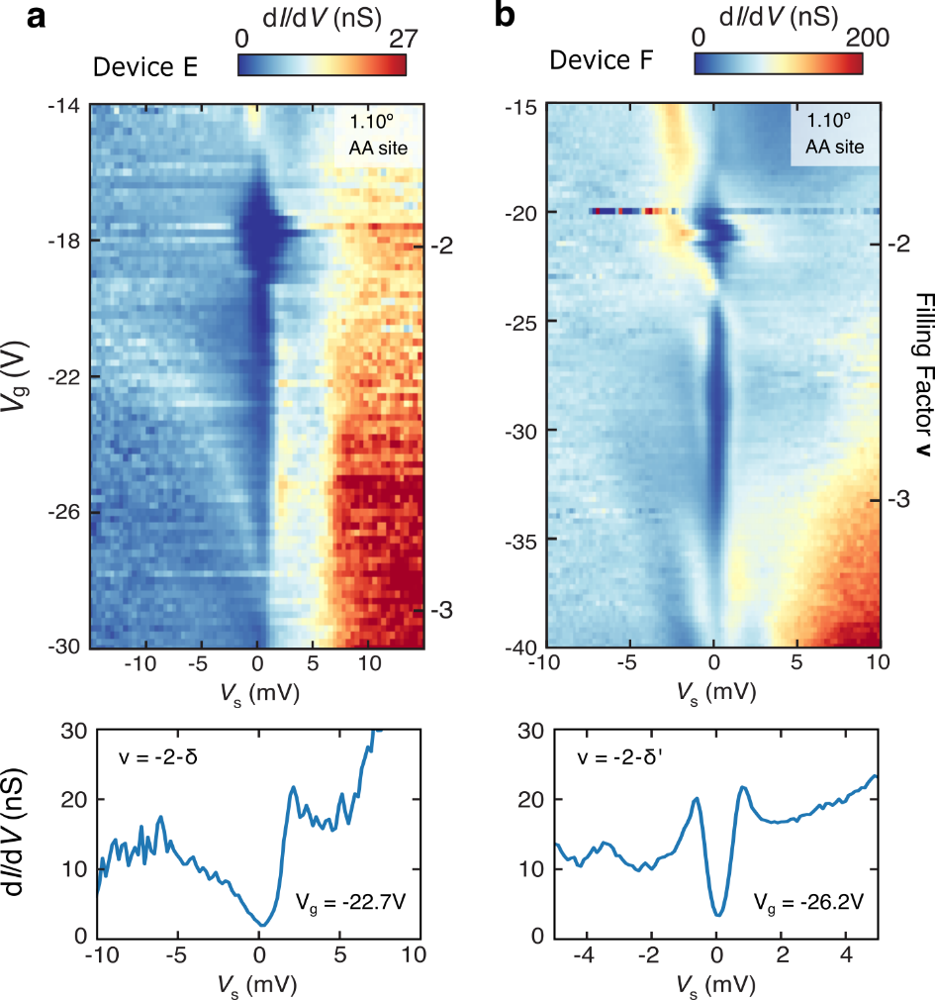 a
dI/dV (nS)
0 27
Device E
-14
-18
-22
-26
-30
Vg (V)
1.10º
AA site
-2
-3
-10 -5 0 5 10
Vs (mV)
b
dI/dV (nS)
0 200
Device F
-15
-20
-25
-30
-35
-40
1.10º
AA site
-2
-3
Filling Factor v
-10 -5 0 5 10
Vs (mV)
dI/dV (nS)
30
20
10
0
v = -2-δ
Vg = -22.7V
-10 -5 0 5 10
Vs (mV)
30
20
10
0
v = -2-δ'
Vg = -26.2V
-4 -2 0 2 4
Vs (mV)